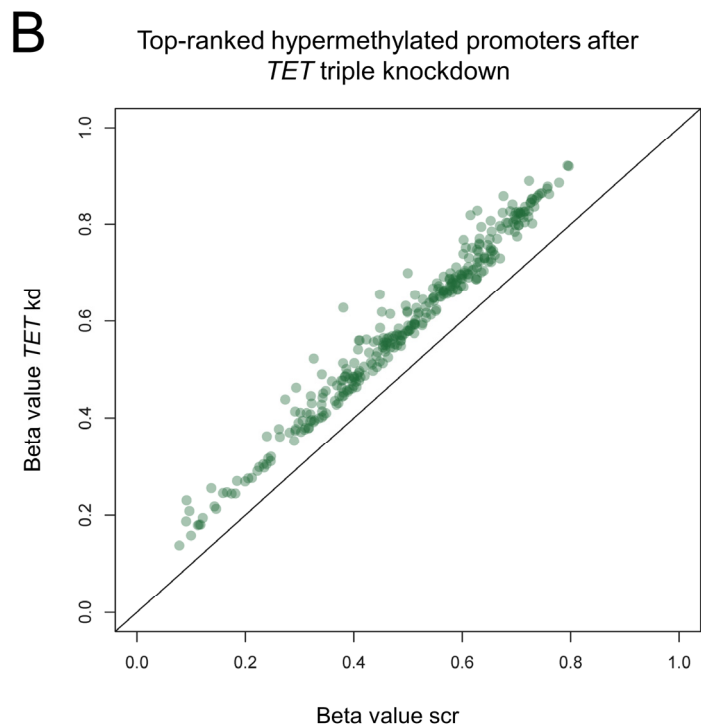 B
Top-ranked hypermethylated promoters after
TET triple knockdown
Beta value TET kd
1.0
0.8
0.6
0.4
0.2
0.0
0.0 0.2 0.4 0.6 0.8 1.0
Beta value scr